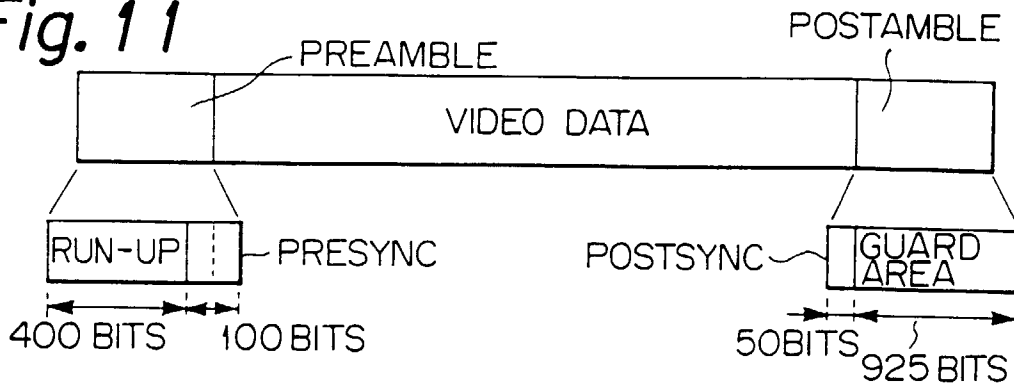 Fig. 11
PREAMBLE
POSTAMBLE
VIDEO DATA
RUN-UP
PRESYNC
POSTSYNC
GUARD
AREA
400 BITS
100 BITS
50BITS
925 BITS